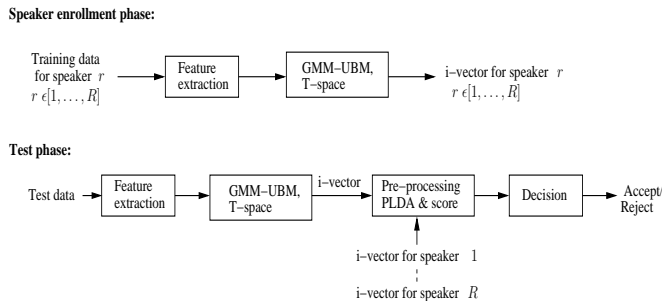 Speaker enrollment phase:
Training data
for speaker r
r ϵ[1, . . . , R]
Feature
extraction
GMM−UBM,
T−space
i−vector for speaker r
r ϵ[1, . . . , R]
Test phase:
Test data
Feature
extraction
GMM−UBM,
T−space
i−vector
Pre−processing
PLDA & score
Decision
Accept/
Reject
i−vector for speaker 1
i−vector for speaker R